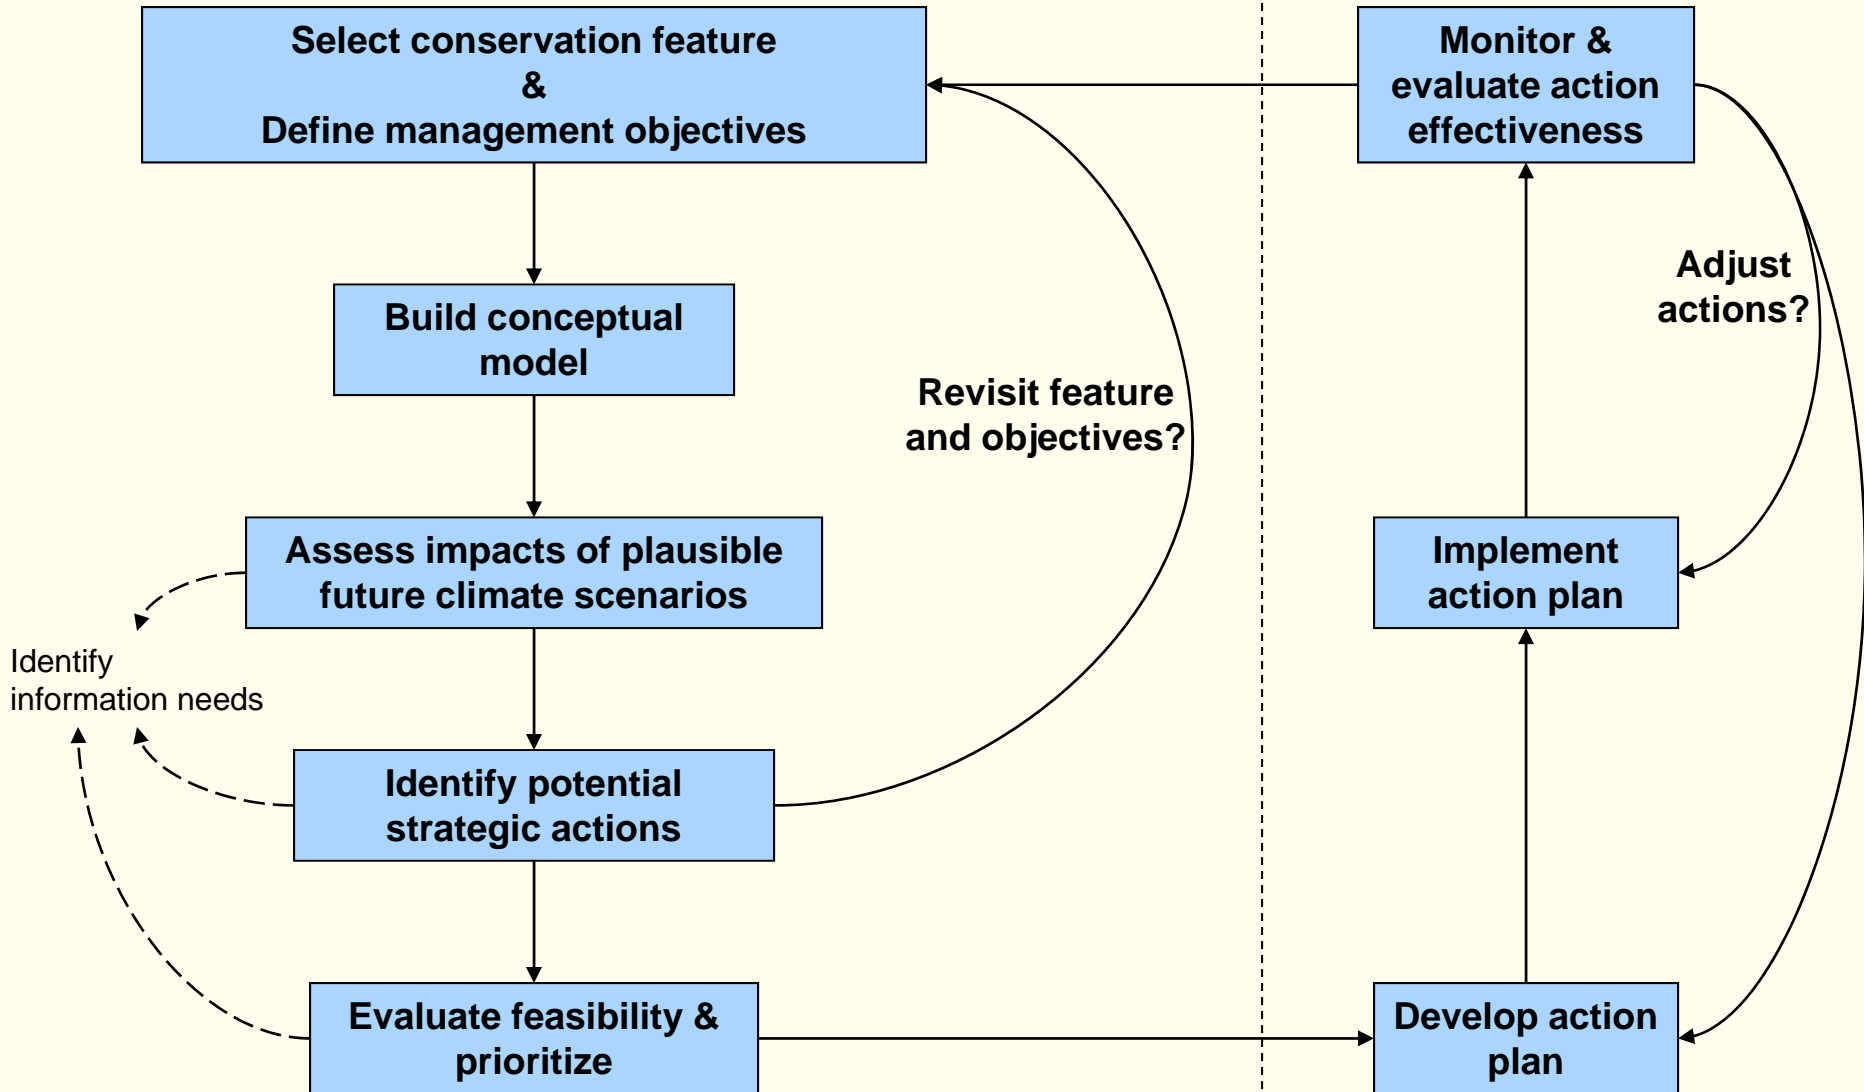 Select conservation feature
&
Define management objectives
Build conceptual
model
Assess impacts of plausible
future climate scenarios
Identify
information needs
Identify potential
strategic actions
Evaluate feasibility &
prioritize
Revisit feature
and objectives?
Monitor &
evaluate action
effectiveness
Adjust
actions?
Implement
action plan
Develop action
plan